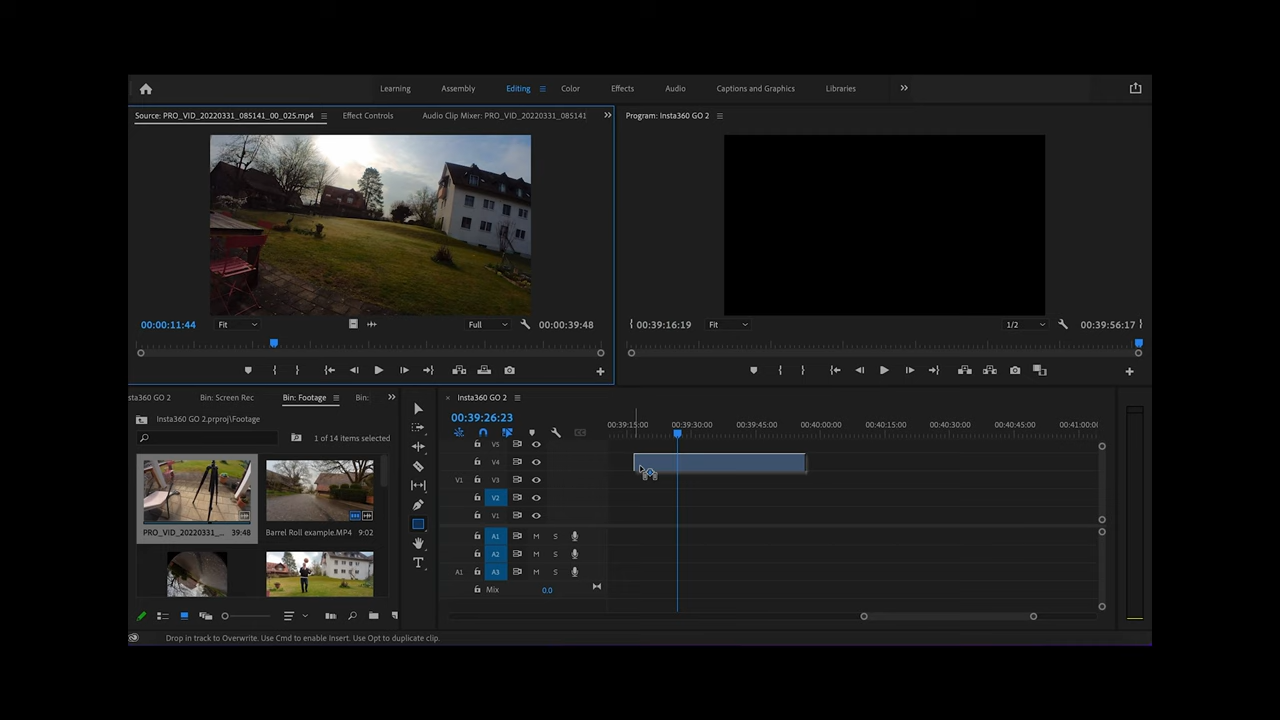 Learning Assembly Editing Color Effects Audio Captions and Graphics Libraries
Source: PRO_VID_20220331_085141_00_025.mp4 Effect Controls Audio Clip Mixer: PRO_VID_20220331_085141
Program: Insta360 GO 2
00:00:11:44 Fit Full 00:00:39:48
00:39:16:19 Fit 1/2 00:39:56:17
sta360 GO 2 Bin: Screen Rec Bin: Footage Bin:
Insta360 GO 2.prproj\Footage
1 of 14 items selected
PRO_VID_20220331_... 39:48
Barrel Roll example.MP4 9:02
Insta360 GO 2
00:39:26:23
00:39:15:00 00:39:30:00 00:39:45:00 00:40:00:00 00:40:15:00 00:40:30:00 00:40:45:00 00:41:00:00
V5
V4
V1 V3
V2
V1
A1 M S
A2 M S
A1 A3 M S
Mix 0.0
Drop in track to Overwrite. Use Cmd to enable Insert. Use Opt to duplicate clip.